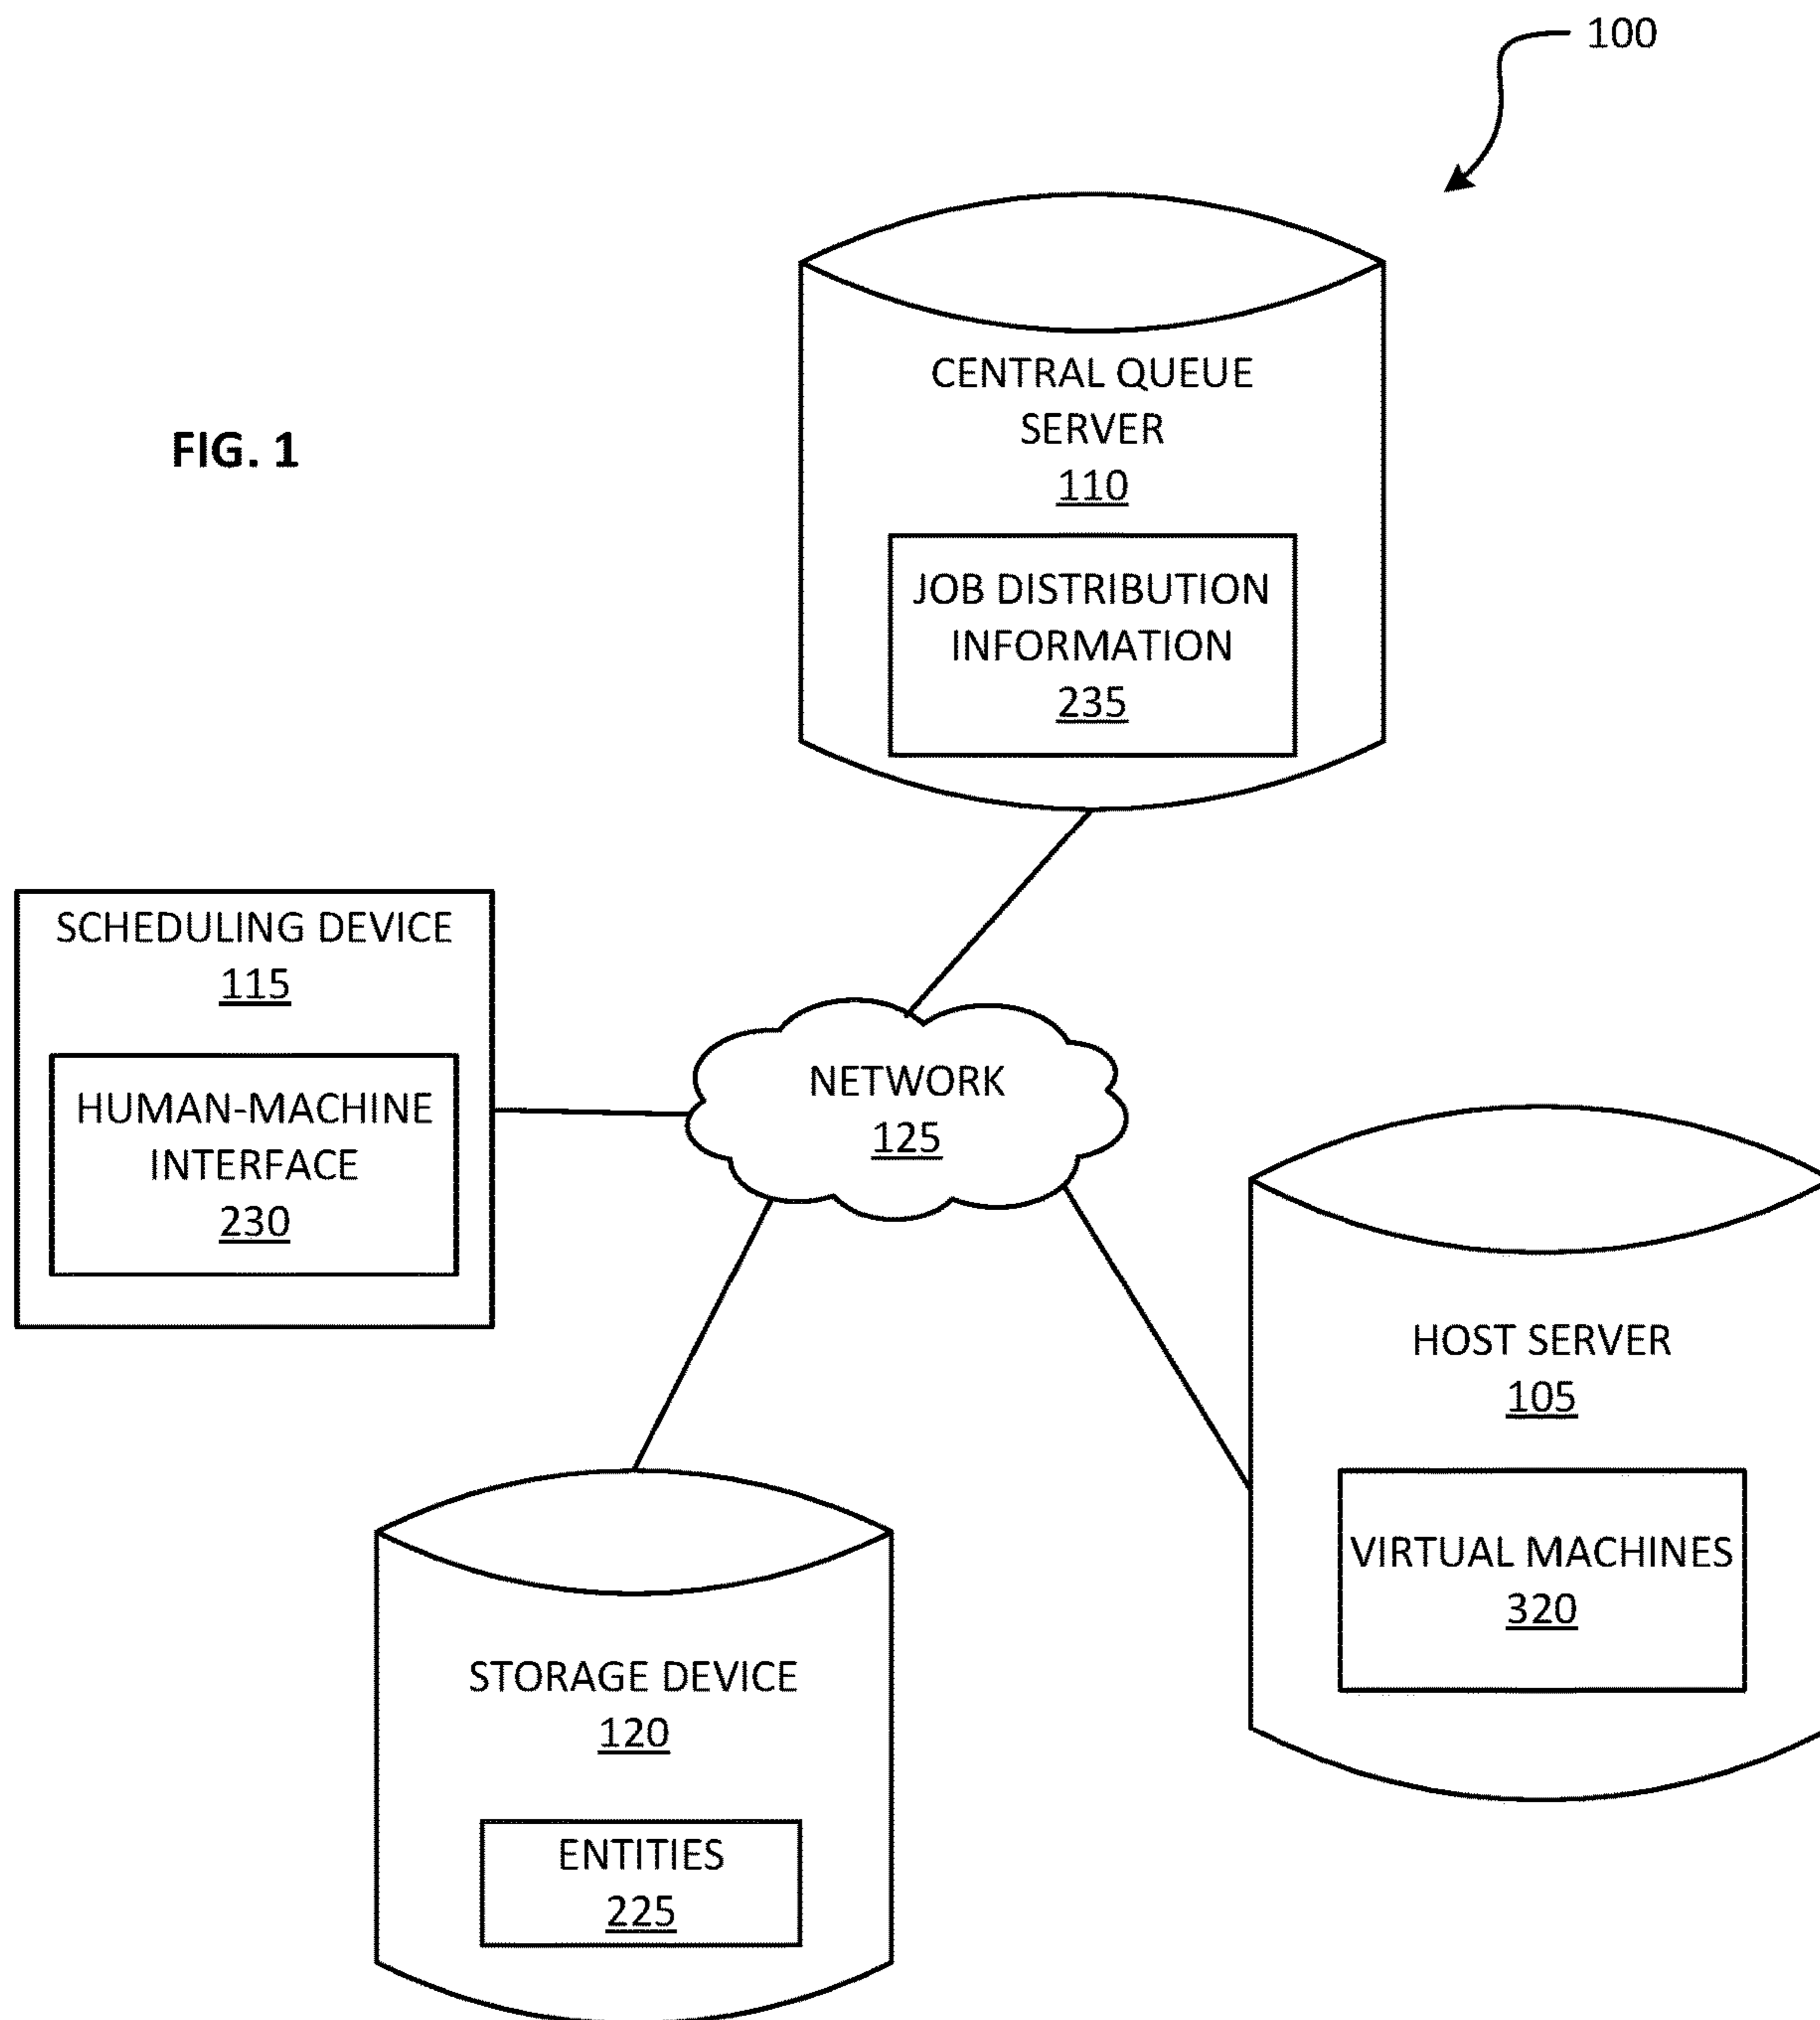 100
CENTRAL QUEUE
SERVER
110
FIG. 1
JOB DISTRIBUTION
INFORMATION
235
SCHEDULING DEVICE
115
HUMAN-MACHINE
INTERFACE
230
NETWORK
125
HOST SERVER
105
VIRTUAL MACHINES
320
STORAGE DEVICE
120
ENTITIES
225